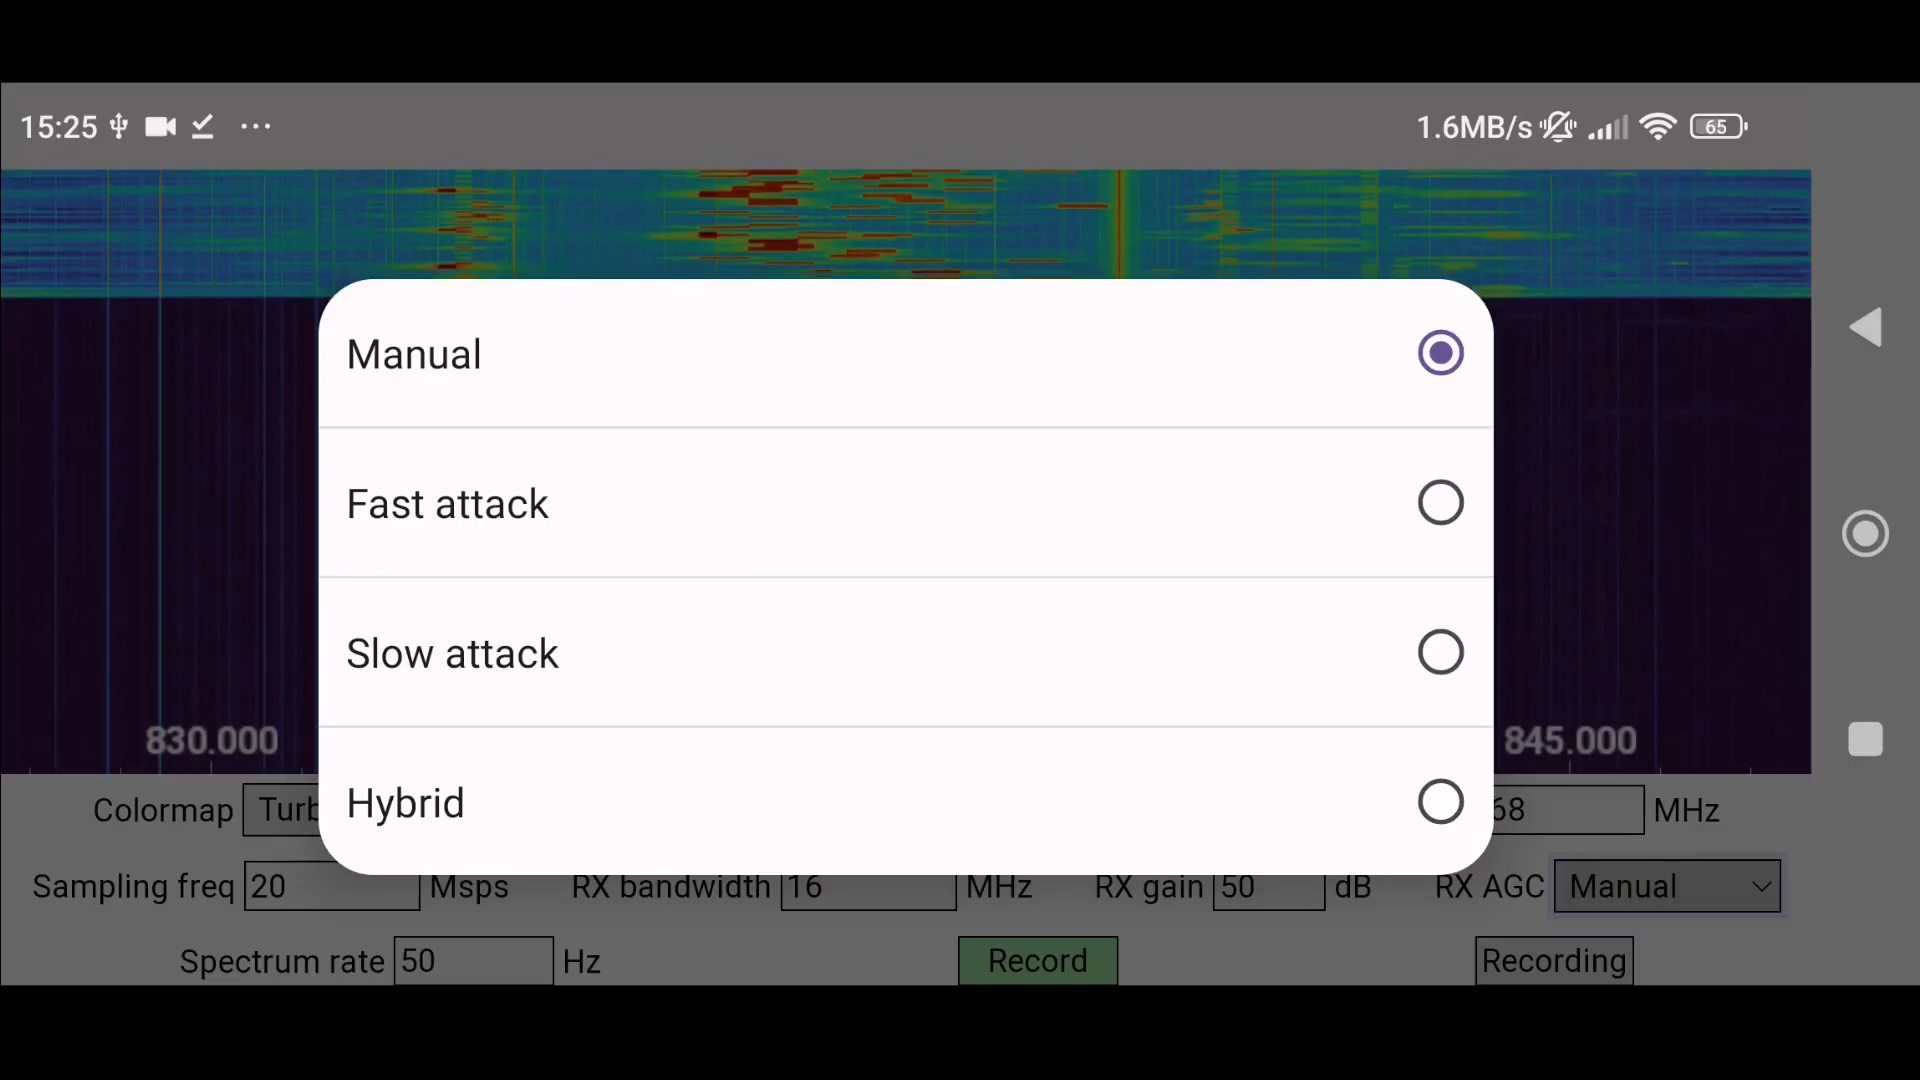 15:25 ... 1.6MB/s 65
Manual
Fast attack
Slow attack
Hybrid
830.000 845.000
Colormap Turb 68 MHz
Sampling freq 20 Msps RX bandwidth 16 MHz RX gain 50 dB RX AGC Manual
Spectrum rate 50 Hz Record Recording